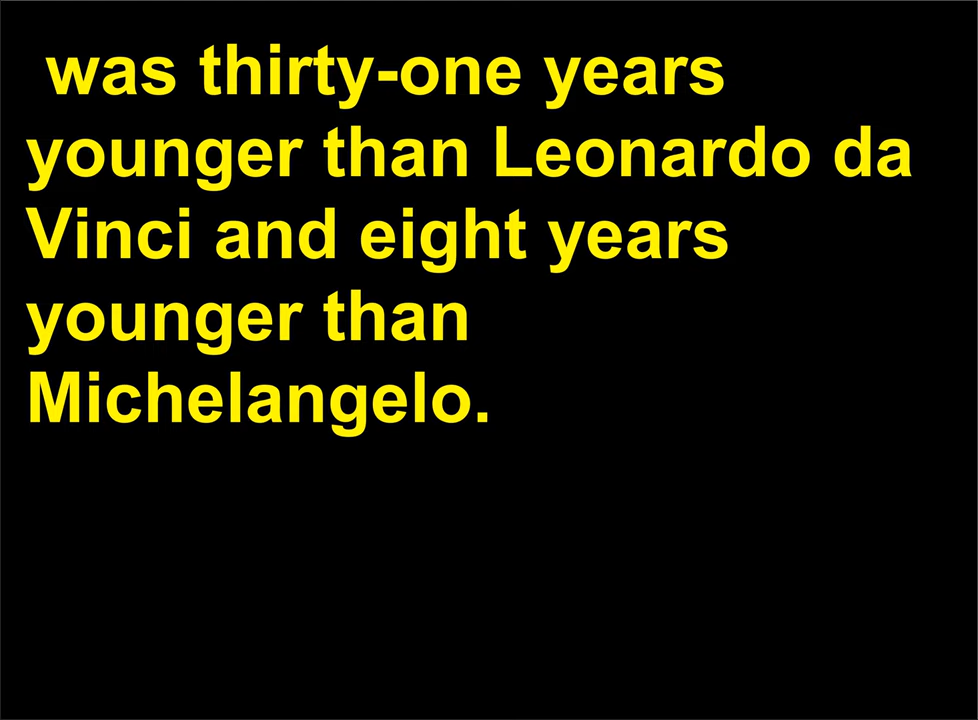 was thirty-one years
younger than Leonardo da
Vinci and eight years
younger than
Michelangelo.